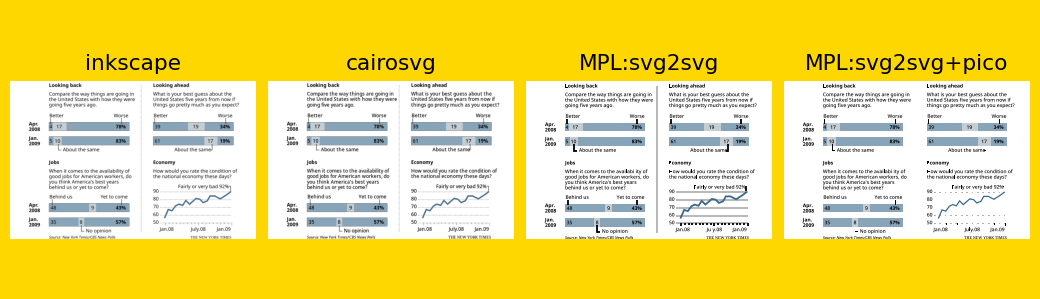 inkscape
Looking back
Compare the way things are going in
the United States with how they were
going five years ago.
Better Worse
Apr.
2008
4 17 78%
Jan.
2009
5 10 83%
About the same
Looking ahead
What is your best guess about the
United States five years from now if
things go pretty much as you expect?
Better Worse
39 19 34%
61 17 19%
About the same
Jobs
When it comes to the availability of
good jobs for American workers, do
you think America's best years
behind us or yet to come?
Behind us Yet to come
Apr.
2008
48 9 43%
Jan.
2009
35 8 57%
No opinion
Economy
How would you rate the condition of
the national economy these days?
Fairly or very bad 92%
90
80
70
60
50
Jan.08 July.08 Jan.09
Source: New York Times/CBS News Polls
THE NEW YORK TIMES
cairosvg
Looking back
Compare the way things are going in
the United States with how they were
going five years ago.
Better Worse
Apr.
2008
4 17 78%
Jan.
2009
5 10 83%
About the same
Looking ahead
What is your best guess about the
United States five years from now if
things go pretty much as you expect?
Better Worse
39 19 34%
61 17 19%
About the same
Jobs
When it comes to the availability of
good jobs for American workers, do
you think America's best years
behind us or yet to come?
Behind us Yet to come
Apr.
2008
48 9 43%
Jan.
2009
35 8 57%
No opinion
Economy
How would you rate the condition of
the national economy these days?
Fairly or very bad 92%
90
80
70
60
50
Jan.08 July.08 Jan.09
Source: New York Times/CBS News Polls
THE NEW YORK TIMES
MPL:svg2svg
Looking back
Compare the way things are going in
the United States with how they were
going five years ago.
Better Worse
Apr.
2008
4 17 78%
Jan.
2009
5 10 83%
About the same
Looking ahead
What is your best guess about the
United States five years from now if
things go pretty much as you expect?
Better Worse
39 19 34%
61 17 19%
About the same
Jobs
When it comes to the availability of
good jobs for American workers, do
you think America's best years
behind us or yet to come?
Behind us Yet to come
Apr.
2008
48 9 43%
Jan.
2009
35 8 57%
No opinion
Economy
How would you rate the condition of
the national economy these days?
Fairly or very bad 92%
90
80
70
60
50
Jan.08 Ju y.08 Jan.09
Source: New York Times/CBS News Polls
THE NEW YORK TIMES
MPL:svg2svg+pico
Looking back
Compare the way things are going in
the United States with how they were
going five years ago.
Better Worse
Apr.
2008
4 17 78%
Jan.
2009
5 10 83%
About the same
Looking ahead
What is your best guess about the
United States five years from now if
things go pretty much as you expect?
Better Worse
39 19 34%
61 17 19%
About the same
Jobs
When it comes to the availability of
good jobs for American workers, do
you think America's best years
behind us or yet to come?
Behind us Yet to come
Apr.
2008
48 9 43%
Jan.
2009
35 8 57%
No opinion
Economy
How would you rate the condition of
the national economy these days?
Fairly or very bad 92%
90
80
70
60
50
Jan.08 July.08 Jan.09
Source: New York Times/CBS News Polls
THE NEW YORK TIMES